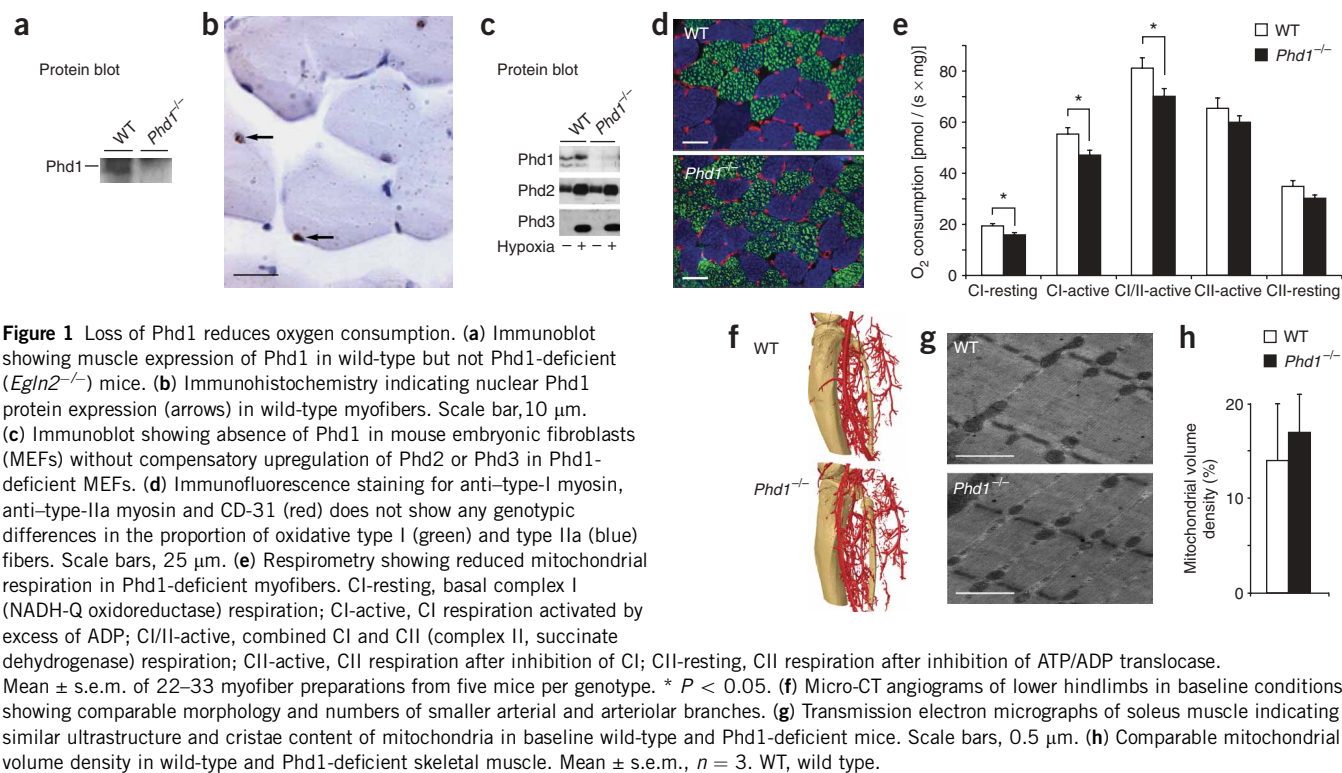 a
Protein blot
WT
Phd1–/–
Phd1
b
c
Protein blot
WT
Phd1–/–
Phd1
Phd2
Phd3
Hypoxia – + – +
d
WT
Phd1–/–
e
O2 consumption [pmol / (s × mg)]
80
60
40
20
0
* * *
WT
Phd1–/–
CI-resting CI-active CI/II-active CII-active CII-resting
Figure 1 Loss of Phd1 reduces oxygen consumption. (a) Immunoblot
showing muscle expression of Phd1 in wild-type but not Phd1-deficient
(Egln2–/–) mice. (b) Immunohistochemistry indicating nuclear Phd1
protein expression (arrows) in wild-type myofibers. Scale bar,10 μm.
(c) Immunoblot showing absence of Phd1 in mouse embryonic fibroblasts
(MEFs) without compensatory upregulation of Phd2 or Phd3 in Phd1-
deficient MEFs. (d) Immunofluorescence staining for anti–type-I myosin,
anti–type-IIa myosin and CD-31 (red) does not show any genotypic
differences in the proportion of oxidative type I (green) and type IIa (blue)
fibers. Scale bars, 25 μm. (e) Respirometry showing reduced mitochondrial
respiration in Phd1-deficient myofibers. CI-resting, basal complex I
(NADH-Q oxidoreductase) respiration; CI-active, CI respiration activated by
excess of ADP; CI/II-active, combined CI and CII (complex II, succinate
dehydrogenase) respiration; CII-active, CII respiration after inhibition of CI; CII-resting, CII respiration after inhibition of ATP/ADP translocase.
Mean ± s.e.m. of 22–33 myofiber preparations from five mice per genotype. * P < 0.05. (f) Micro-CT angiograms of lower hindlimbs in baseline conditions
showing comparable morphology and numbers of smaller arterial and arteriolar branches. (g) Transmission electron micrographs of soleus muscle indicating
similar ultrastructure and cristae content of mitochondria in baseline wild-type and Phd1-deficient mice. Scale bars, 0.5 μm. (h) Comparable mitochondrial
volume density in wild-type and Phd1-deficient skeletal muscle. Mean ± s.e.m., n = 3. WT, wild type.
f
WT
Phd1–/–
g
WT
Phd1–/–
h
WT
Phd1–/–
Mitochondrial volume
density (%)
20
10
0